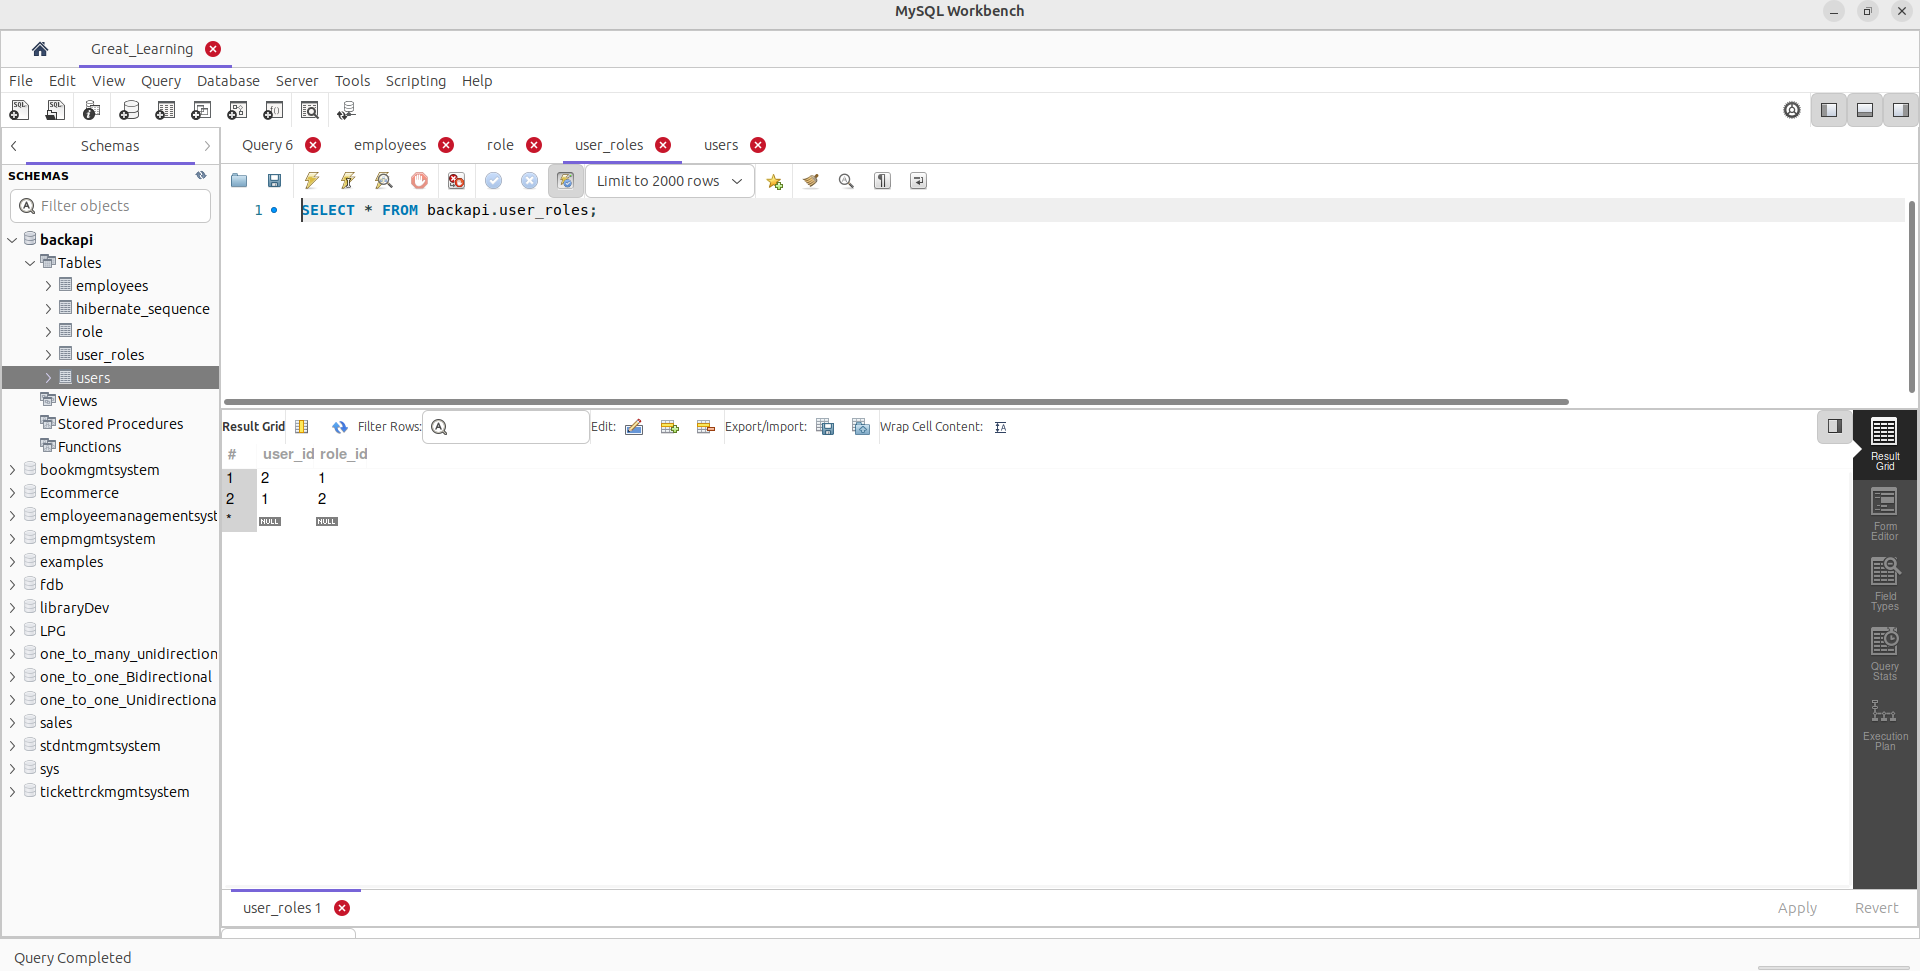 MySQL Workbench
Great_Learning
File Edit View Query Database Server Tools Scripting Help
Schemas
Query 6 employees role user_roles users
SCHEMAS
Limit to 2000 rows
Filter objects
1 SELECT * FROM backapi.user_roles;
backapi
Tables
employees
hibernate_sequence
role
user_roles
users
Views
Stored Procedures
Functions
bookmgmtsystem
Ecommerce
employeemanagementsyst
empmgmtsystem
examples
fdb
libraryDev
LPG
one_to_many_unidirection
one_to_one_Bidirectional
one_to_one_Unidirectiona
sales
stdntmgmtsystem
sys
tickettrckmgmtsystem
Result Grid Filter Rows: Edit: Export/Import: Wrap Cell Content:
# user_id role_id
1 2 1
2 1 2
* NULL NULL
Result
Grid
Form
Editor
Field
Types
Query
Stats
Execution
Plan
user_roles 1 Apply Revert
Query Completed